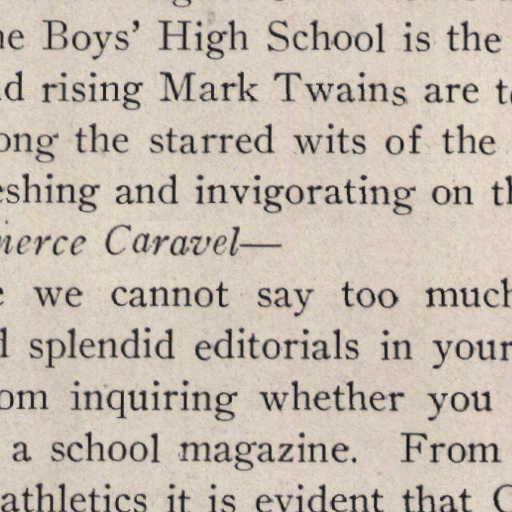 he Boys' High School is the
d rising Mark Twains are t
ong the starred wits of the
eshing and invigorating on th
merce Caravel—
e we cannot say too much
d splendid editorials in your
om inquiring whether you
a school magazine. From
athletics it is evident that C